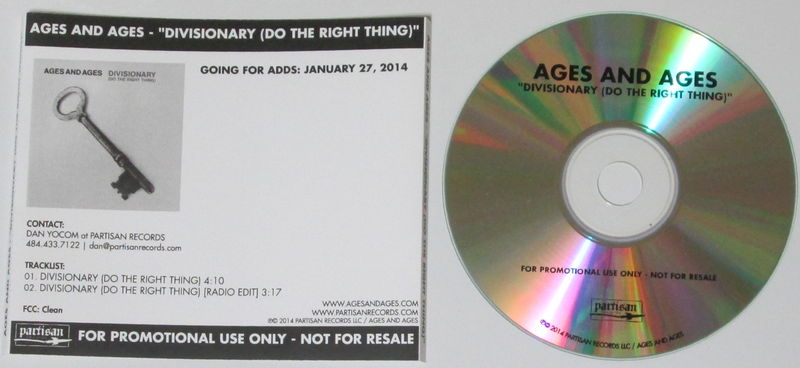 AGES AND AGES - "DIVISIONARY (DO THE RIGHT THING)"
AGES AND AGES DIVISIONARY
(DO THE RIGHT THING)
GOING FOR ADDS: JANUARY 27, 2014
CONTACT:
DAN YOCOM at PARTISAN RECORDS
484.433.7122 | dan@partisanrecords.com
TRACKLIST:
01. DIVISIONARY (DO THE RIGHT THING) 4:10
02. DIVISIONARY (DO THE RIGHT THING) [RADIO EDIT] 3:17
FCC: Clean
WWW.AGESANDAGES.COM
WWW.PARTISANRECORDS.COM
℗© 2014 PARTISAN RECORDS LLC / AGES AND AGES
partisan
FOR PROMOTIONAL USE ONLY - NOT FOR RESALE
AGES AND AGES
"DIVISIONARY (DO THE RIGHT THING)"
FOR PROMOTIONAL USE ONLY - NOT FOR RESALE
partisan
℗© 2014 PARTISAN RECORDS LLC / AGES AND AGES